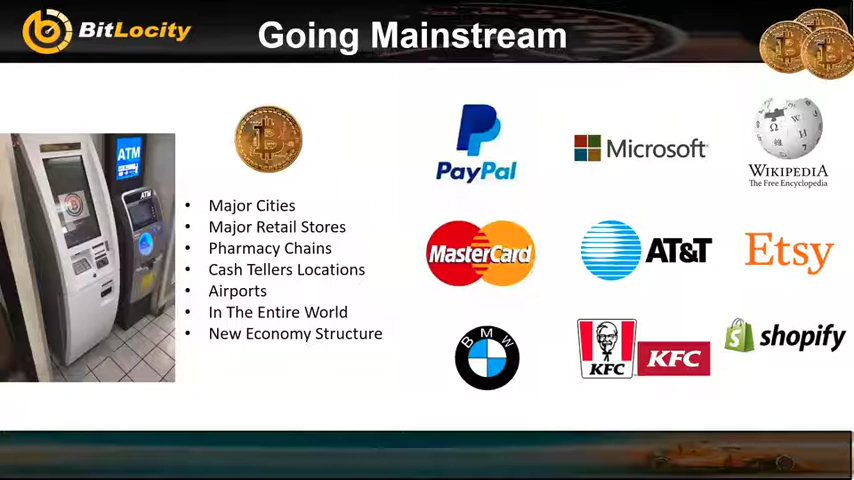 BitLocity
Going Mainstream
ATM
ATM
• Major Cities
• Major Retail Stores
• Pharmacy Chains
• Cash Tellers Locations
• Airports
• In The Entire World
• New Economy Structure
PayPal
Microsoft
WIKIPEDIA
The Free Encyclopedia
MasterCard
AT&T
Etsy
BMW
KFC
KFC
shopify